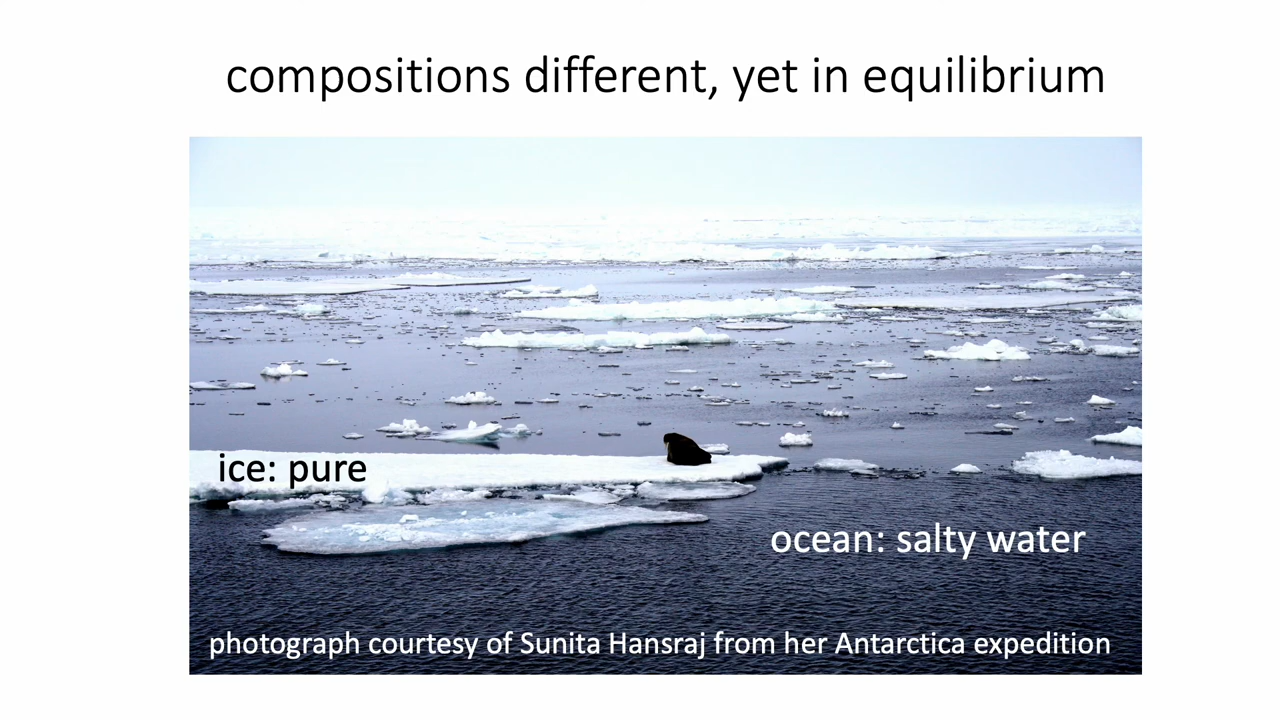 compositions different, yet in equilibrium
ice: pure
ocean: salty water
photograph courtesy of Sunita Hansraj from her Antarctica expedition